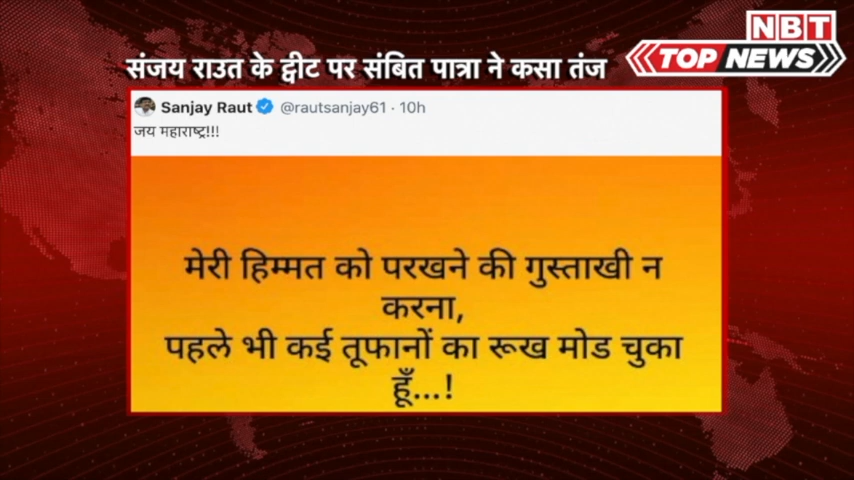 NBT
TOP NEWS
संजय राउत के ट्वीट पर संबित पात्रा ने कसा तंज
Sanjay Raut @rautsanjay61 · 10h
जय महाराष्ट्र!!!
मेरी हिम्मत को परखने की गुस्ताखी न
करना,
पहले भी कई तूफानों का रूख मोड चुका
हूँ...!